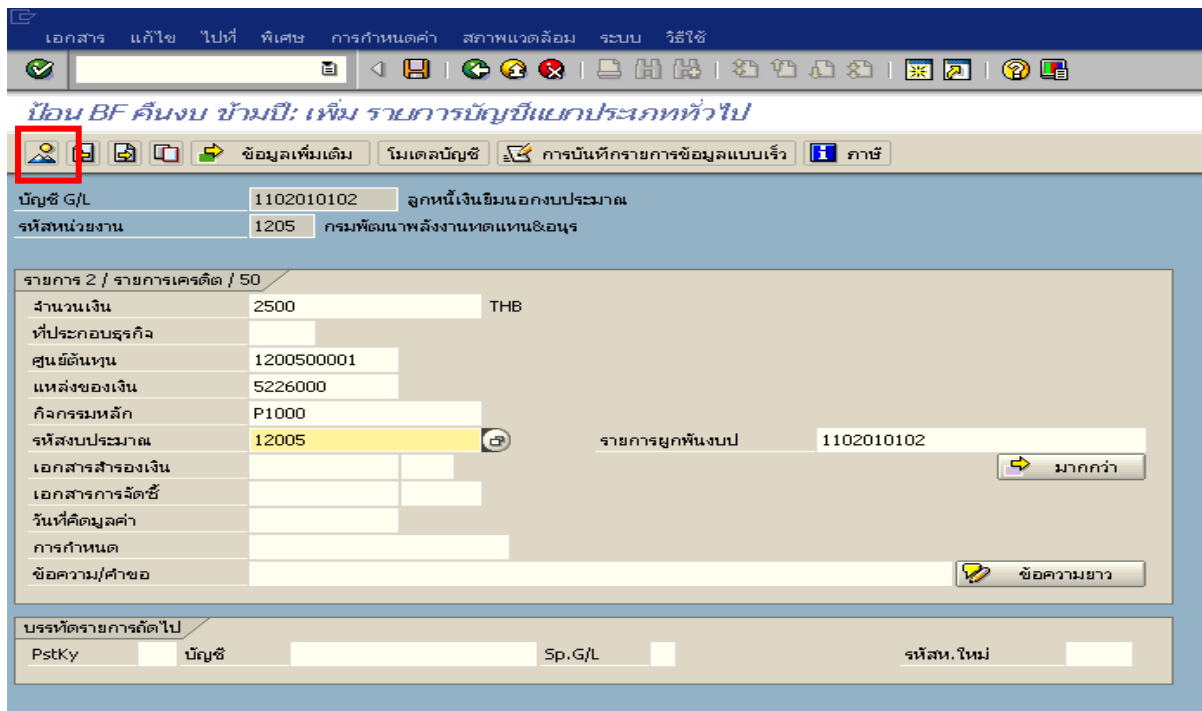 เอกสาร แก้ไข ไปที่ พิเศษ การกำหนดค่า สภาพแวดล้อม ระบบ วิธีใช้
ป้อน BF คืนงบ ข้ามปี: เพิ่ม รายการบัญชีแยกประเภททั่วไป
ข้อมูลเพิ่มเติม โมเดลบัญชี การบันทึกรายการข้อมูลแบบเร็ว ภาษี
บัญชี G/L 1102010102 ลูกหนี้เงินยืมนอกงบประมาณ
รหัสหน่วยงาน 1205 กรมพัฒนาพลังงานทดแทน&อนุร
รายการ 2 / รายการเครดิต / 50
จำนวนเงิน 2500 THB
ที่ประกอบธุรกิจ
ศูนย์ต้นทุน 1200500001
แหล่งของเงิน 5226000
กิจกรรมหลัก P1000
รหัสงบประมาณ 12005 รายการผูกพันงบป 1102010102
เอกสารสำรองเงิน มากกว่า
เอกสารการจัดซื้
วันที่คิดมูลค่า
การกำหนด
ข้อความ/คำขอ ข้อความยาว
บรรทัดรายการถัดไป
PstKy บัญชี Sp.G/L รหัสห.ใหม่